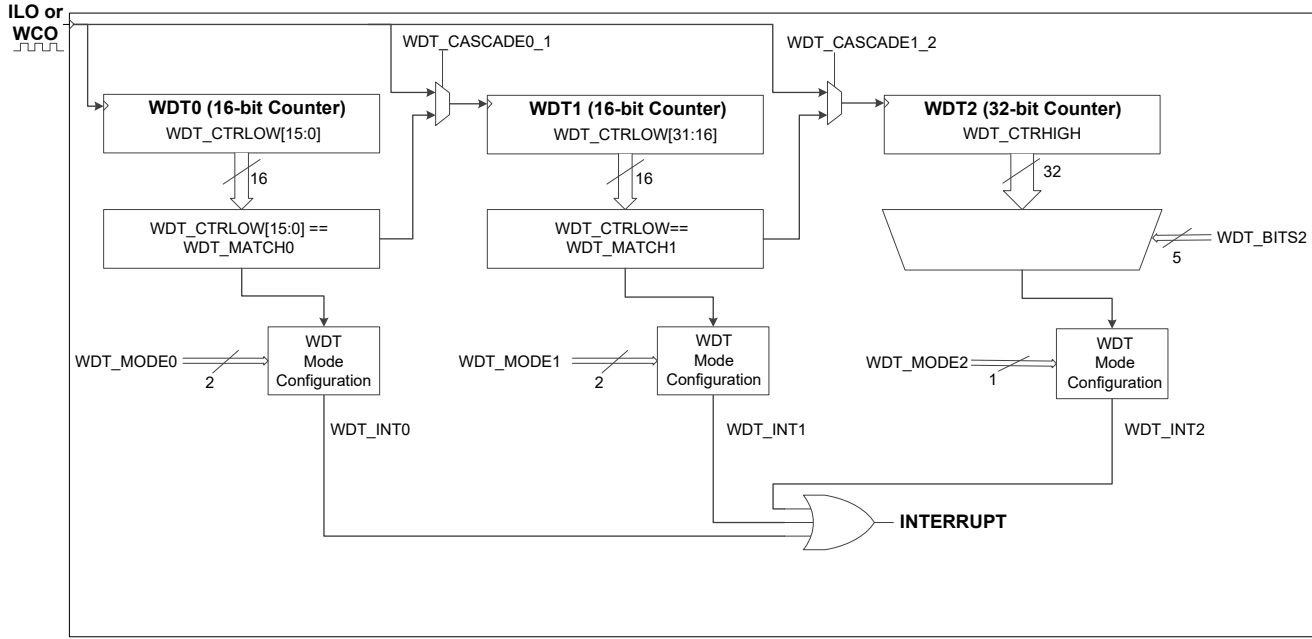 ILO or
WCO
WDT_CASCADE0_1
WDT_CASCADE1_2
WDT0 (16-bit Counter)
WDT_CTRLOW[15:0]
WDT1 (16-bit Counter)
WDT_CTRLOW[31:16]
WDT2 (32-bit Counter)
WDT_CTRHIGH
16
16
32
WDT_CTRLOW[15:0] ==
WDT_MATCH0
WDT_CTRLOW==
WDT_MATCH1
WDT_BITS2
5
WDT_MODE0
2
WDT
Mode
Configuration
WDT_MODE1
2
WDT
Mode
Configuration
WDT_MODE2
1
WDT
Mode
Configuration
WDT_INT0
WDT_INT1
WDT_INT2
INTERRUPT